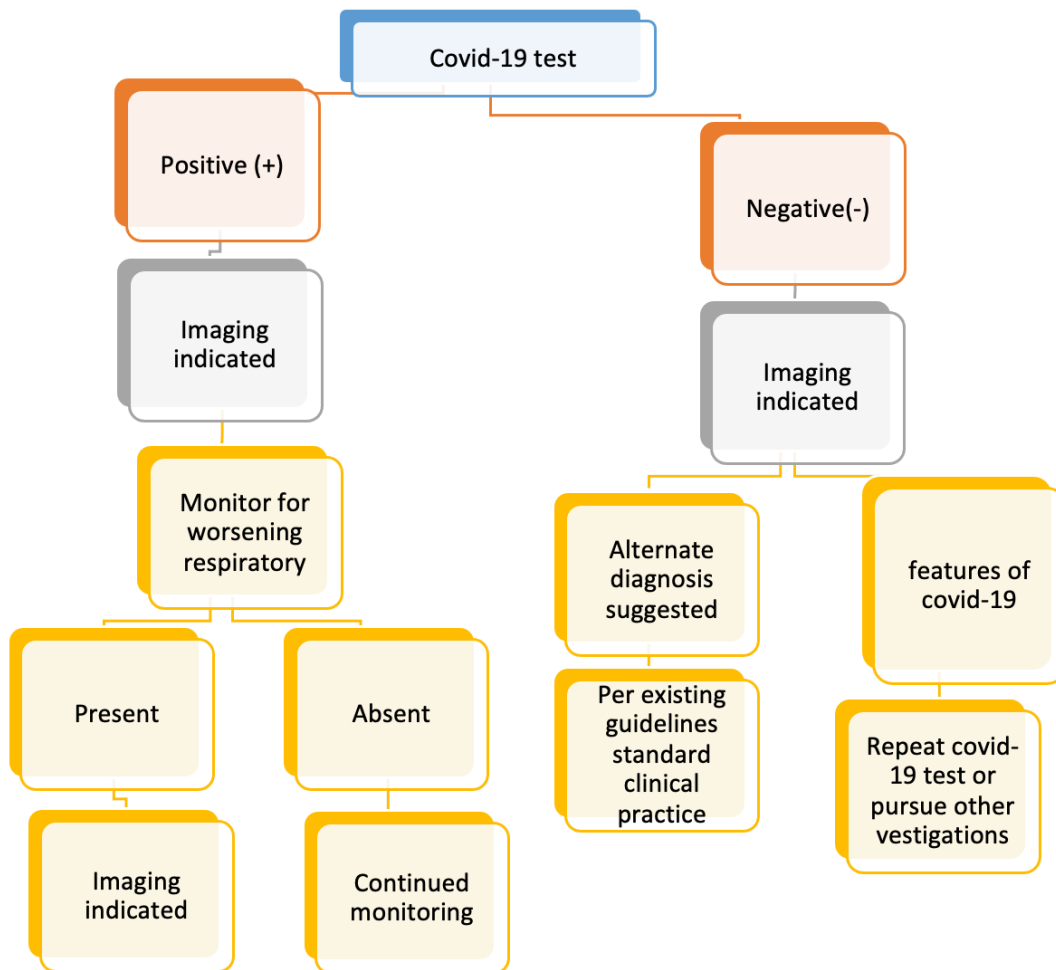 Covid-19 test
Positive (+)
Negative(-)
Imaging
indicated
Imaging
indicated
Monitor for
worsening
respiratory
Alternate
diagnosis
suggested
features of
covid-19
Present
Absent
Per existing
guidelines
standard
clinical
practice
Repeat covid-
19 test or
pursue other
vestigations
Imaging
indicated
Continued
monitoring